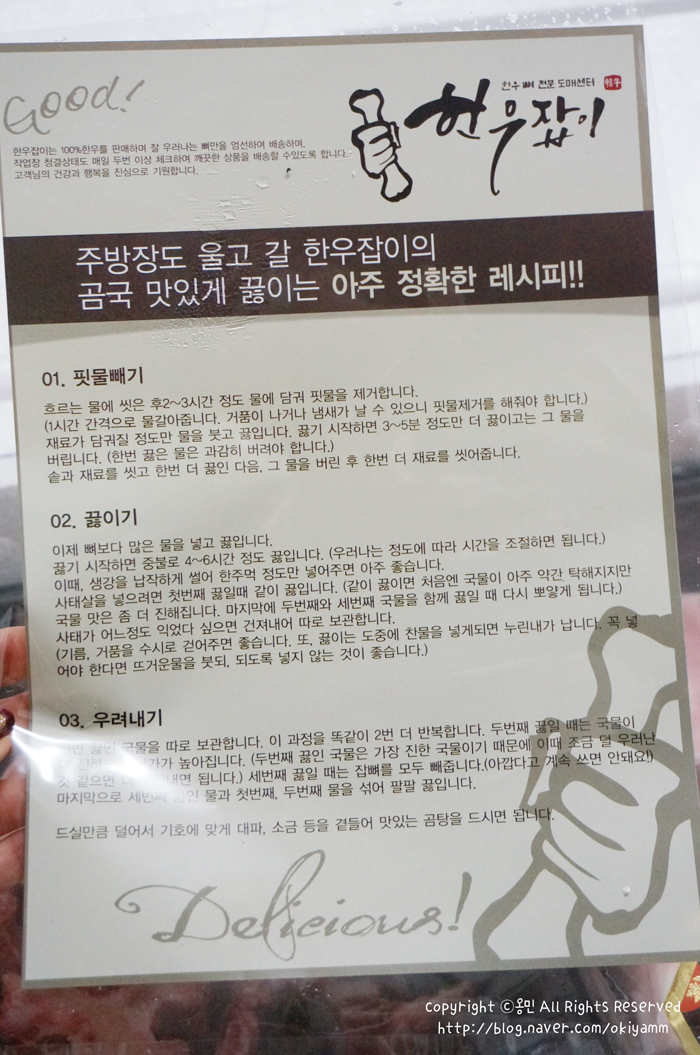 Good!
한우 뼈 전문 도매센터
한우잡이
한우잡이는 100%한우를 판매하며 잘 우러나는 뼈만을 엄선하여 배송하며,
작업장 청결상태도 매일 두번 이상 체크하여 깨끗한 상품을 배송할 수있도록 합니다.
고객님의 건강과 행복을 진심으로 기원합니다.
주방장도 울고 갈 한우잡이의
곰국 맛있게 끓이는 아주 정확한 레시피!!
01. 핏물빼기
흐르는 물에 씻은 후2~3시간 정도 물에 담궈 핏물을 제거합니다.
(1시간 간격으로 물갈아줍니다. 거품이 나거나 냄새가 날 수 있으니 핏물제거를 해줘야 합니다.)
재료가 담궈질 정도만 물을 붓고 끓입니다. 끓기 시작하면 3~5분 정도만 더 끓이고는 그 물을
버립니다. (한번 끓은 물은 과감히 버려야 합니다.)
솥과 재료를 씻고 한번 더 끓인 다음, 그 물을 버린 후 한번 더 재료를 씻어줍니다.
02. 끓이기
이제 뼈보다 많은 물을 넣고 끓입니다.
끓기 시작하면 중불로 4~6시간 정도 끓입니다. (우러나는 정도에 따라 시간을 조절하면 됩니다.)
이때, 생강을 납작하게 썰어 한주먹 정도만 넣어주면 아주 좋습니다.
사태살을 넣으려면 첫번째 끓일때 같이 끓입니다. (같이 끓이면 처음엔 국물이 아주 약간 탁해지지만
국물 맛은 좀 더 진해집니다. 마지막에 두번째와 세번째 국물을 함께 끓일 때 다시 뽀얗게 됩니다.)
사태가 어느정도 익었다 싶으면 건져내어 따로 보관합니다.
(기름, 거품을 수시로 걷어주면 좋습니다. 또, 끓이는 도중에 찬물을 넣게되면 누린내가 납니다. 꼭 넣
어야 한다면 뜨거운물을 붓되, 되도록 넣지 않는 것이 좋습니다.)
03. 우려내기
끓인 국물을 따로 보관합니다. 이 과정을 똑같이 2번 더 반복합니다. 두번째 끓일 때는 국물이
높아집니다. (두번째 끓인 국물은 가장 진한 국물이기 때문에 이때 조금 덜 우러난
것 같으면 됩니다.) 세번째 끓일 때는 잡뼈를 모두 빼줍니다.(아깝다고 계속 쓰면 안돼요!)
마지막으로 세번째 끓인 물과 첫번째, 두번째 물을 섞어 팔팔 끓입니다.
드실만큼 덜어서 기호에 맞게 대파, 소금 등을 곁들어 맛있는 곰탕을 드시면 됩니다.
Delicious!
Copyright ©옹민 All Rights Reserved
http://blog.naver.com/okiyamm